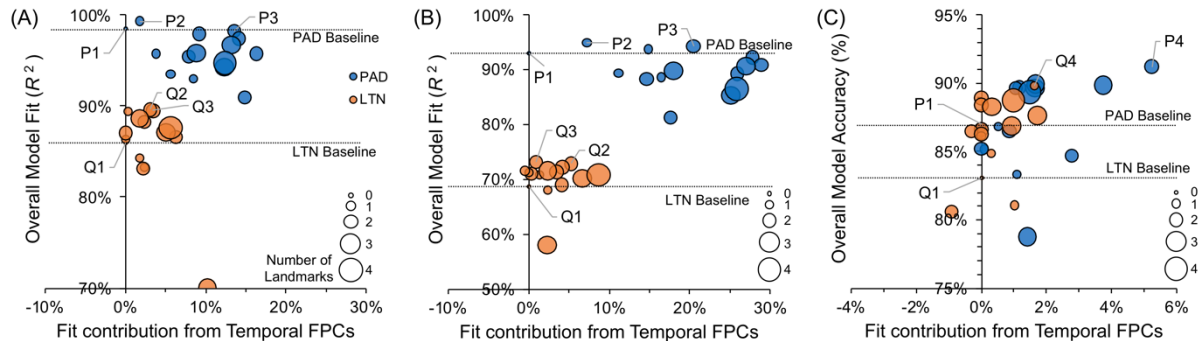 (A)
100%
90%
80%
70%
Overall Model Fit (R²)
P2
P3
P1
PAD Baseline
PAD
LTN
Q2
Q3
Q1
LTN Baseline
0
1
2
3
4
Number of
Landmarks
-10% 0% 10% 20% 30%
Fit contribution from Temporal FPCs
(B)
100%
90%
80%
70%
60%
50%
Overall Model Fit (R²)
P2
P3
PAD Baseline
P1
Q3
Q2
Q1
LTN Baseline
0
1
2
3
4
-10% 0% 10% 20% 30%
Fit contribution from Temporal FPCs
(C)
95%
90%
85%
80%
75%
Overall Model Accuracy (%)
P4
Q4
P1
PAD Baseline
LTN Baseline
Q1
0
1
2
3
4
-4% -2% 0% 2% 4% 6%
Fit contribution from Temporal FPCs